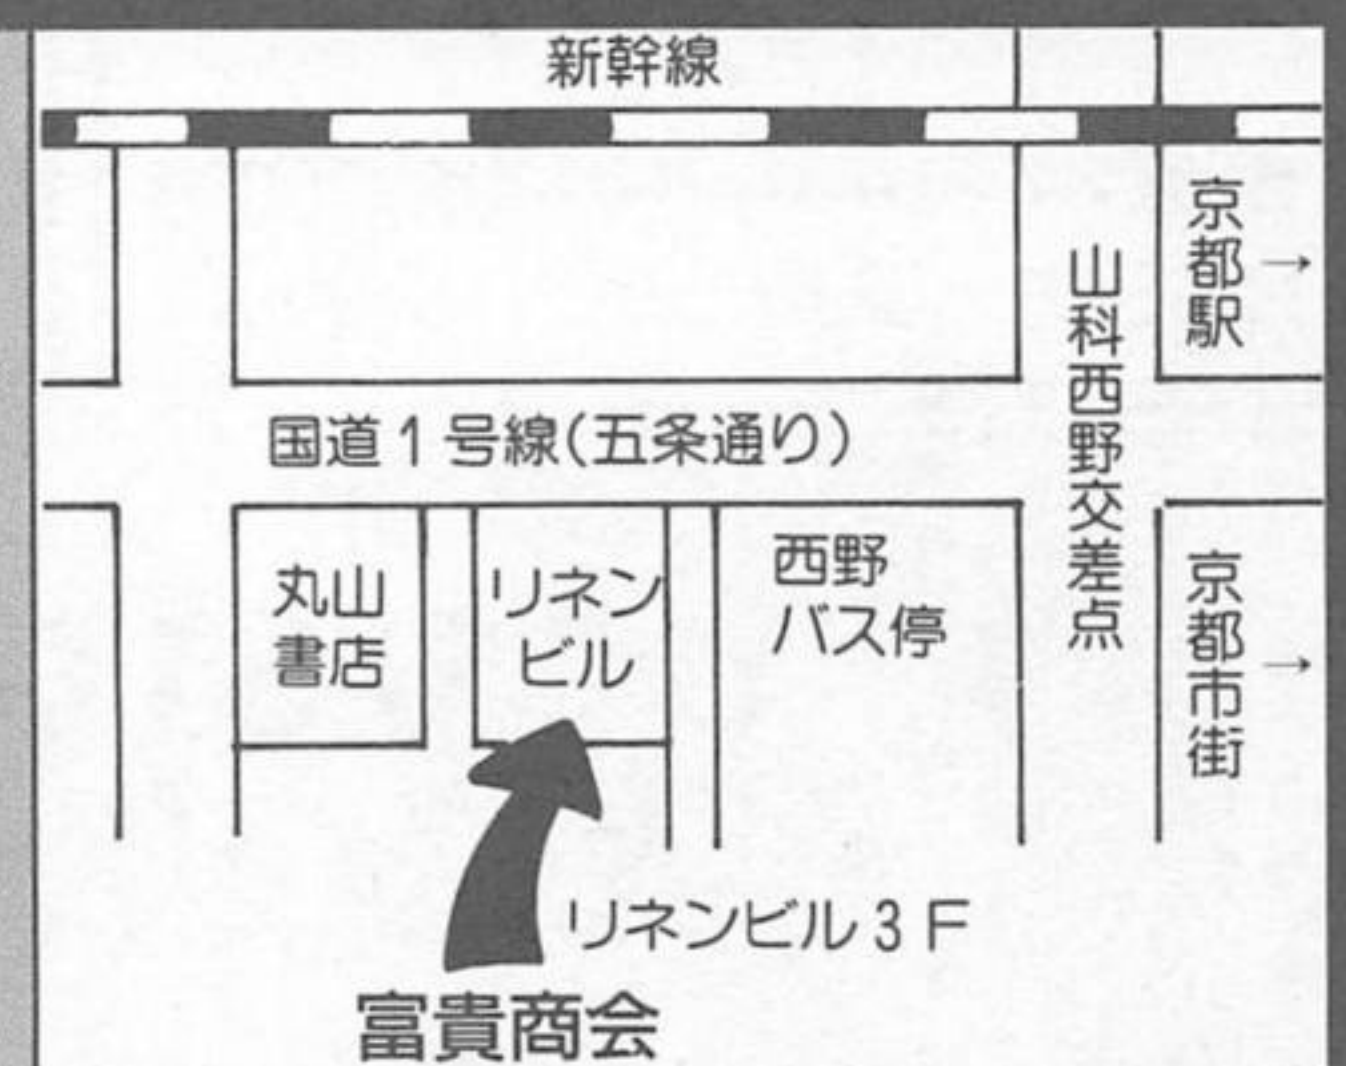 新幹線
京都駅→
山科西野交差点
国道1号線(五条通り)
丸山
書店
リネン
ビル
西野
バス停
京都市街→
リネンビル3F
富貴商会